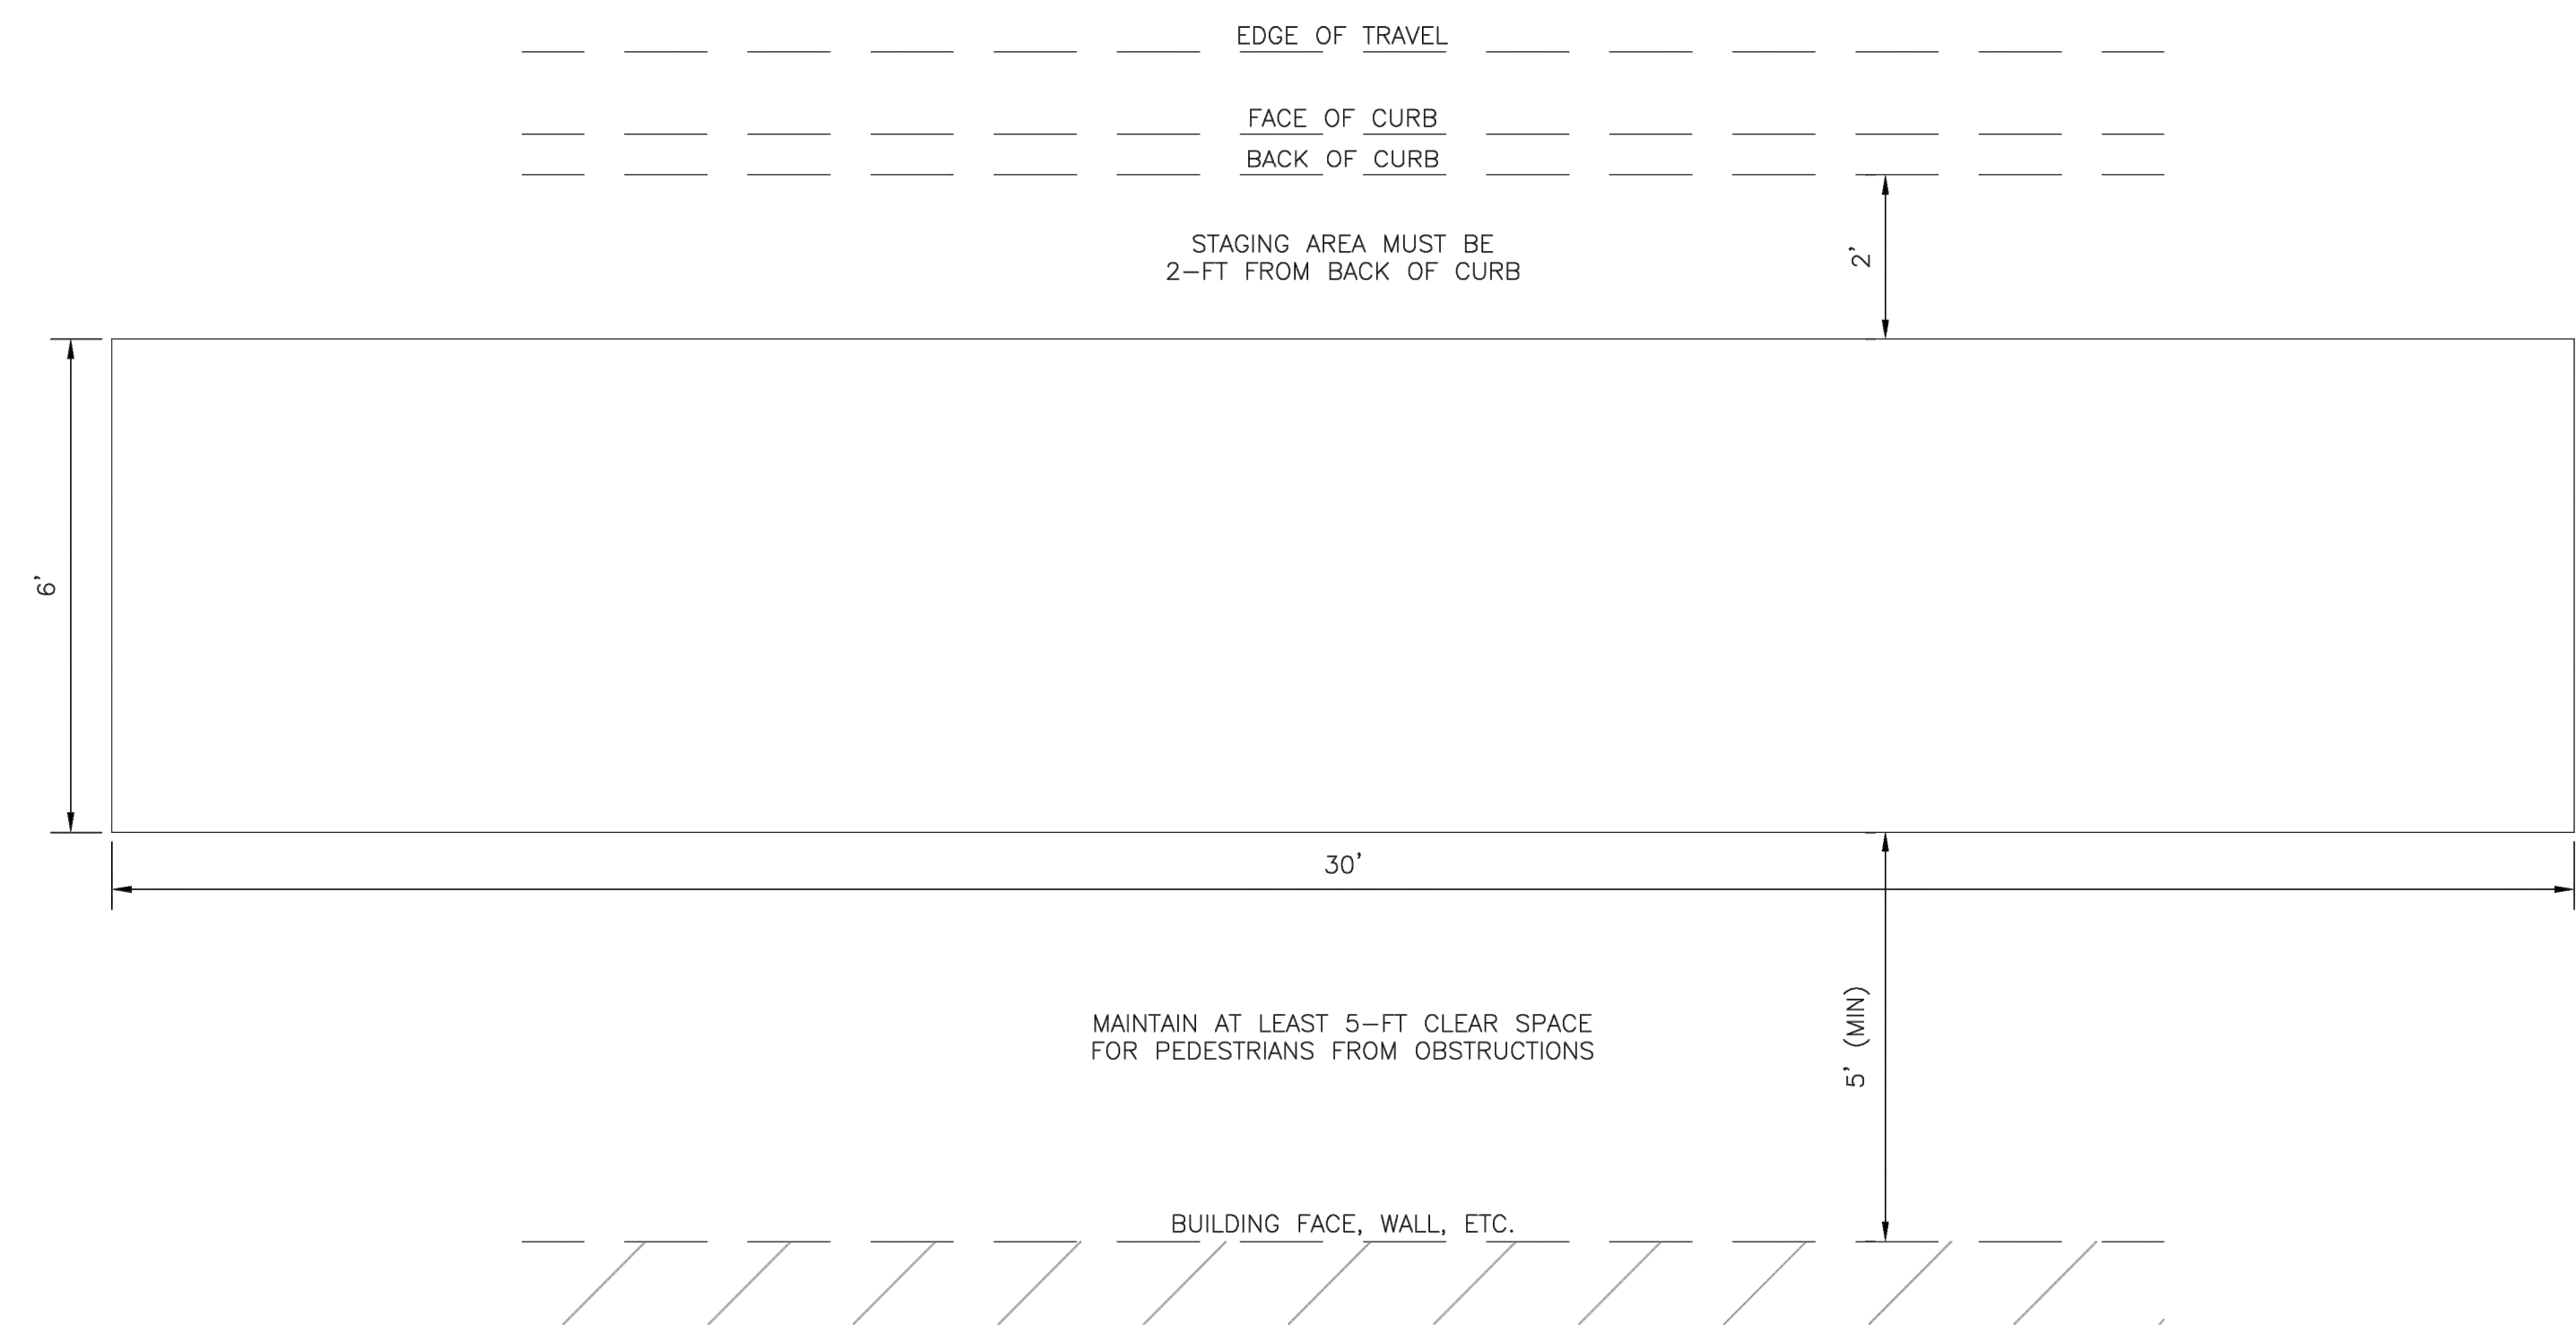 EDGE OF TRAVEL
FACE OF CURB
BACK OF CURB
STAGING AREA MUST BE
2-FT FROM BACK OF CURB
2'
6'
30'
MAINTAIN AT LEAST 5-FT CLEAR SPACE
FOR PEDESTRIANS FROM OBSTRUCTIONS
5' (MIN)
BUILDING FACE, WALL, ETC.